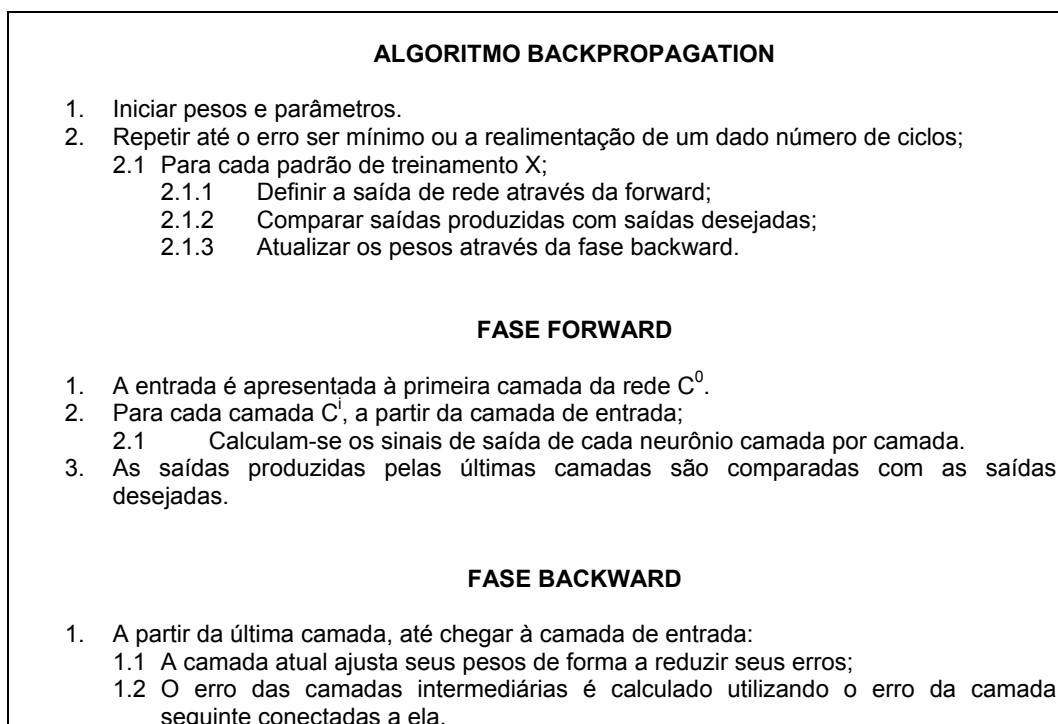 ALGORITMO BACKPROPAGATION
1. Iniciar pesos e parâmetros.
2. Repetir até o erro ser mínimo ou a realimentação de um dado número de ciclos;
2.1 Para cada padrão de treinamento X;
2.1.1 Definir a saída de rede através da forward;
2.1.2 Comparar saídas produzidas com saídas desejadas;
2.1.3 Atualizar os pesos através da fase backward.
FASE FORWARD
1. A entrada é apresentada à primeira camada da rede C⁰.
2. Para cada camada Cⁱ, a partir da camada de entrada;
2.1 Calculam-se os sinais de saída de cada neurônio camada por camada.
3. As saídas produzidas pelas últimas camadas são comparadas com as saídas
desejadas.
FASE BACKWARD
1. A partir da última camada, até chegar à camada de entrada:
1.1 A camada atual ajusta seus pesos de forma a reduzir seus erros;
1.2 O erro das camadas intermediárias é calculado utilizando o erro da camada
seguinte conectadas a ela.